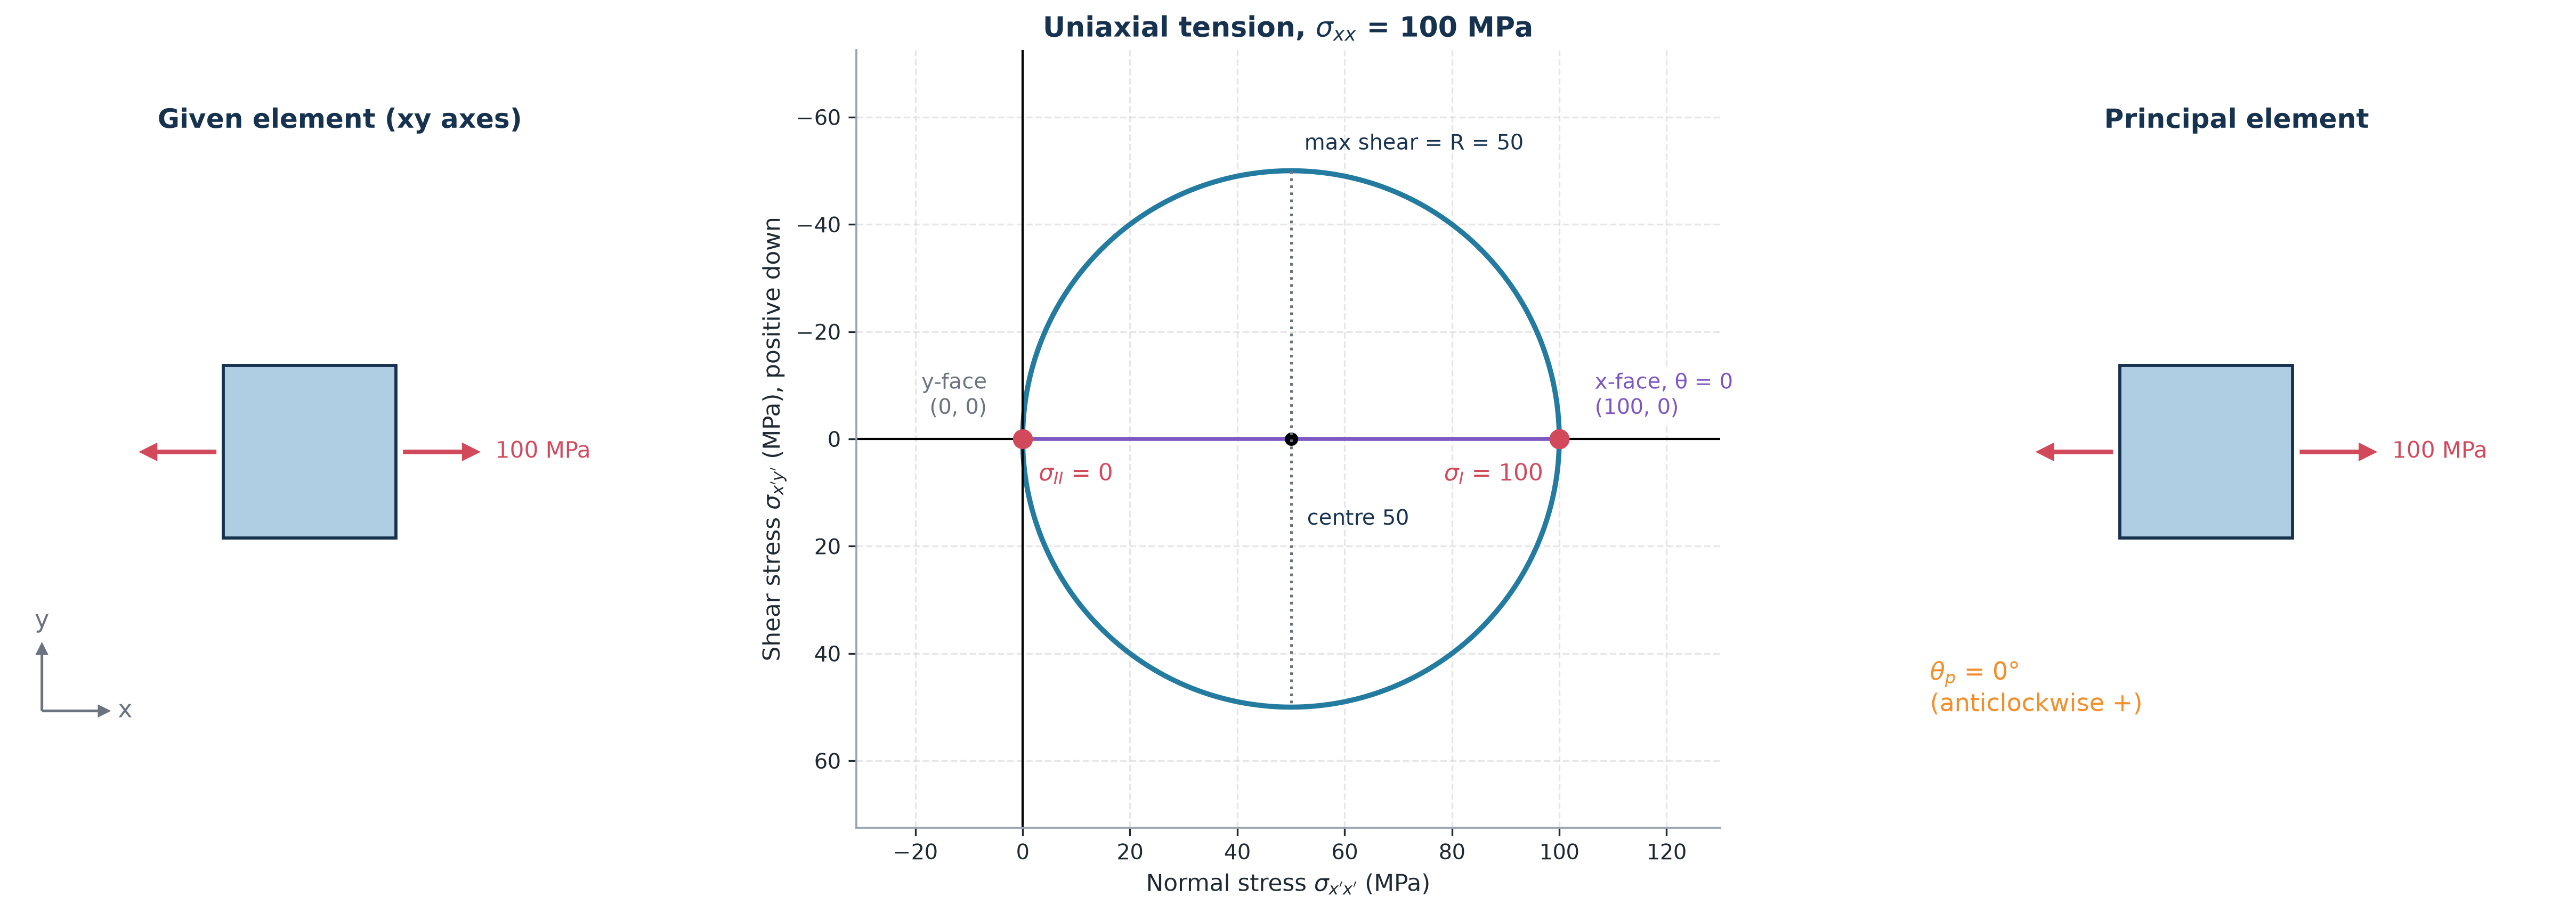 Uniaxial tension, σxx = 100 MPa
Given element (xy axes)
100 MPa
y
x
Shear stress σx′y′ (MPa), positive down
−60
−40
−20
0
20
40
60
max shear = R = 50
y-face
(0, 0)
x-face, θ = 0
(100, 0)
σII = 0
σI = 100
centre 50
−20
0
20
40
60
80
100
120
Normal stress σx′x′ (MPa)
Principal element
100 MPa
θp = 0°
(anticlockwise +)